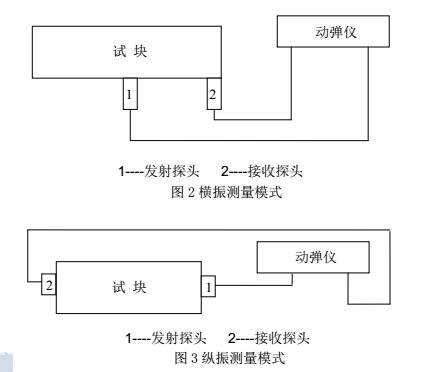 试 块
动弹仪
1
2
1----发射探头 2----接收探头
图 2 横振测量模式
动弹仪
2
试 块
1
1----发射探头 2----接收探头
图 3 纵振测量模式